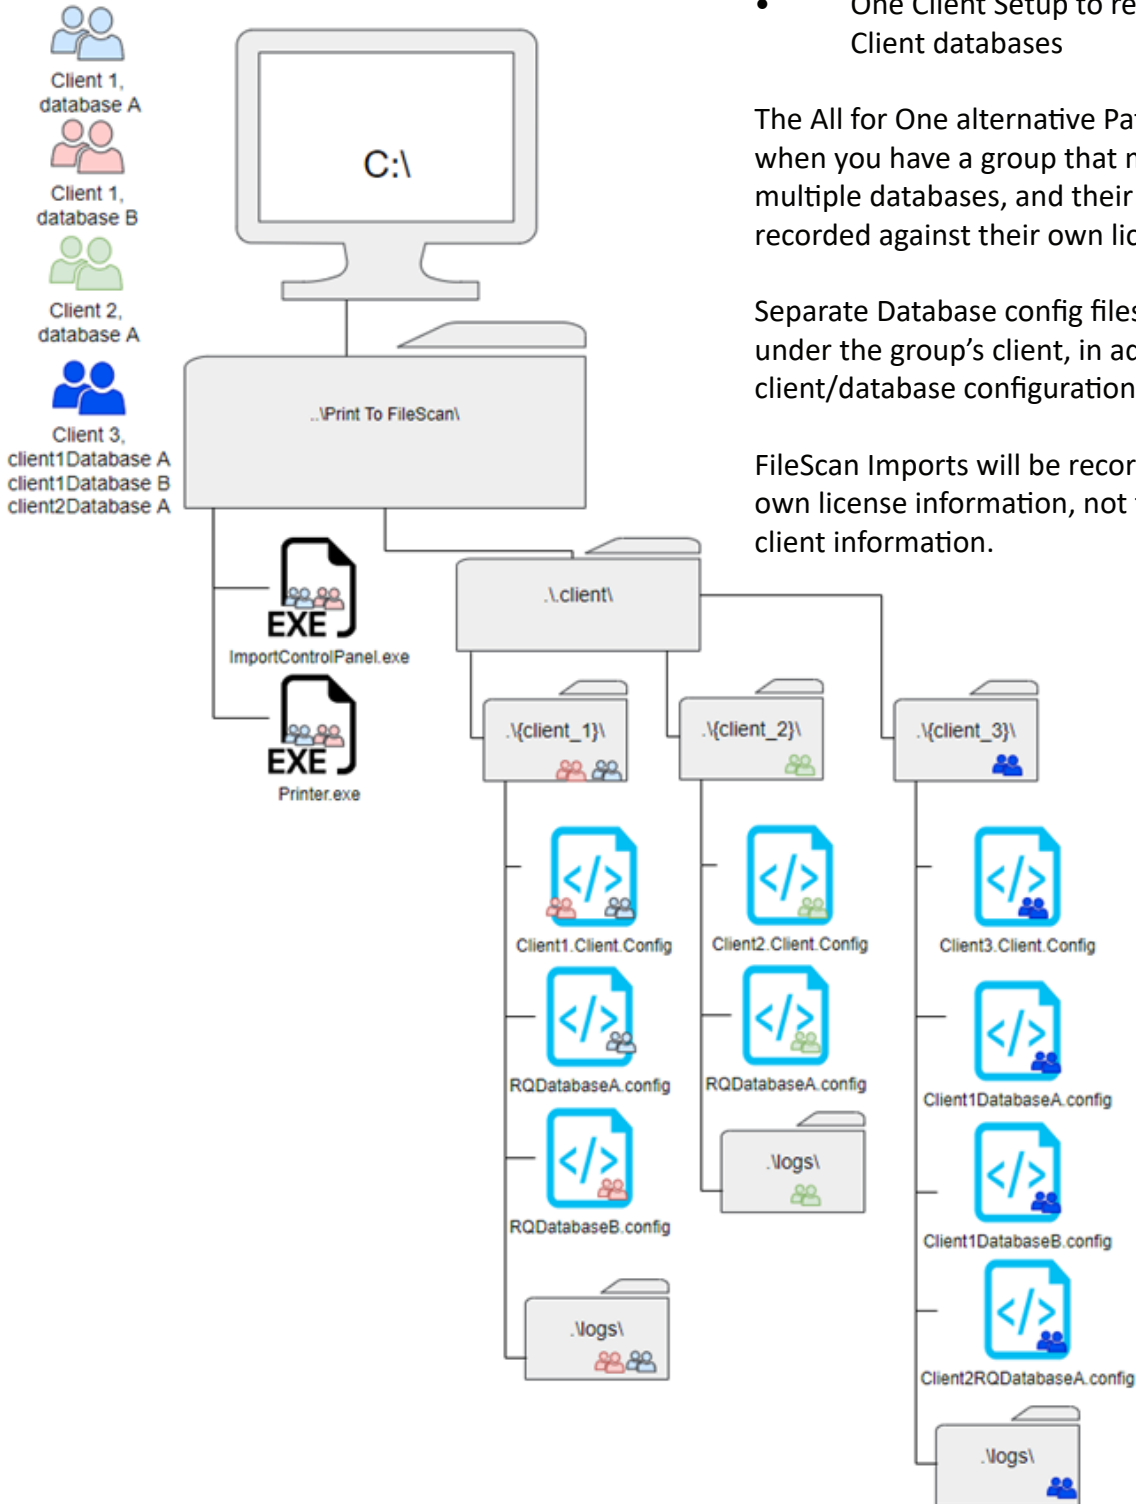 Client 1,
database A
Client 1,
database B
Client 2,
database A
Client 3,
client1Database A
client1Database B
client2Database A
C:\
..\Print To FileScan\
• One Client Setup to re
Client databases
The All for One alternative Pa
when you have a group that
multiple databases, and their
recorded against their own
Separate Database config files
under the group's client, in
client/database configuration
FileScan Imports will be
own license information, not
client information.
EXE
ImportControlPanel.exe
EXE
Printer.exe
.\.client\
.\{client_1}\
.\{client_2}\
.\{client_3}\
</>
Client1.Client.Config
</>
RQDatabaseA.config
</>
RQDatabaseB.config
.\logs\
</>
Client2.Client.Config
</>
RQDatabaseA.config
.\logs\
</>
Client3.Client.Config
</>
Client1DatabaseA.config
</>
Client1DatabaseB.config
</>
Client2RQDatabaseA.config
.\logs\